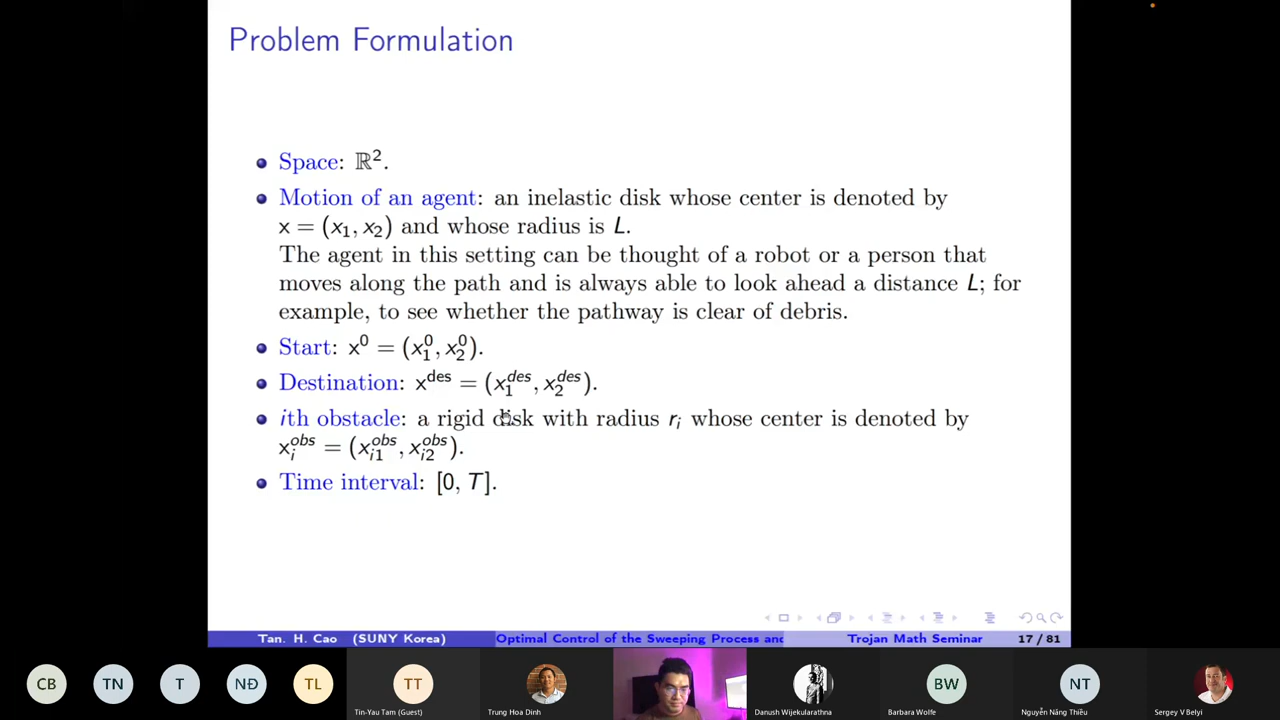 Problem Formulation
Space: ℝ².
Motion of an agent: an inelastic disk whose center is denoted by
x = (x₁, x₂) and whose radius is L.
The agent in this setting can be thought of a robot or a person that
moves along the path and is always able to look ahead a distance L; for
example, to see whether the pathway is clear of debris.
Start: x⁰ = (x₁⁰, x₂⁰).
Destination: x^des = (x₁^des, x₂^des).
ith obstacle: a rigid disk with radius rᵢ whose center is denoted by
xᵢ^obs = (xᵢ₁^obs, xᵢ₂^obs).
Time interval: [0, T].
Tan. H. Cao (SUNY Korea) Optimal Control of the Sweeping Process and Trojan Math Seminar 17 / 81
CB TN T NĐ TL TT BW NT
Tin-Yau Tam (Guest) Trung Hoa Dinh Danush Wijekularathna Barbara Wolfe Nguyễn Năng Thiều Sergey V Belyi